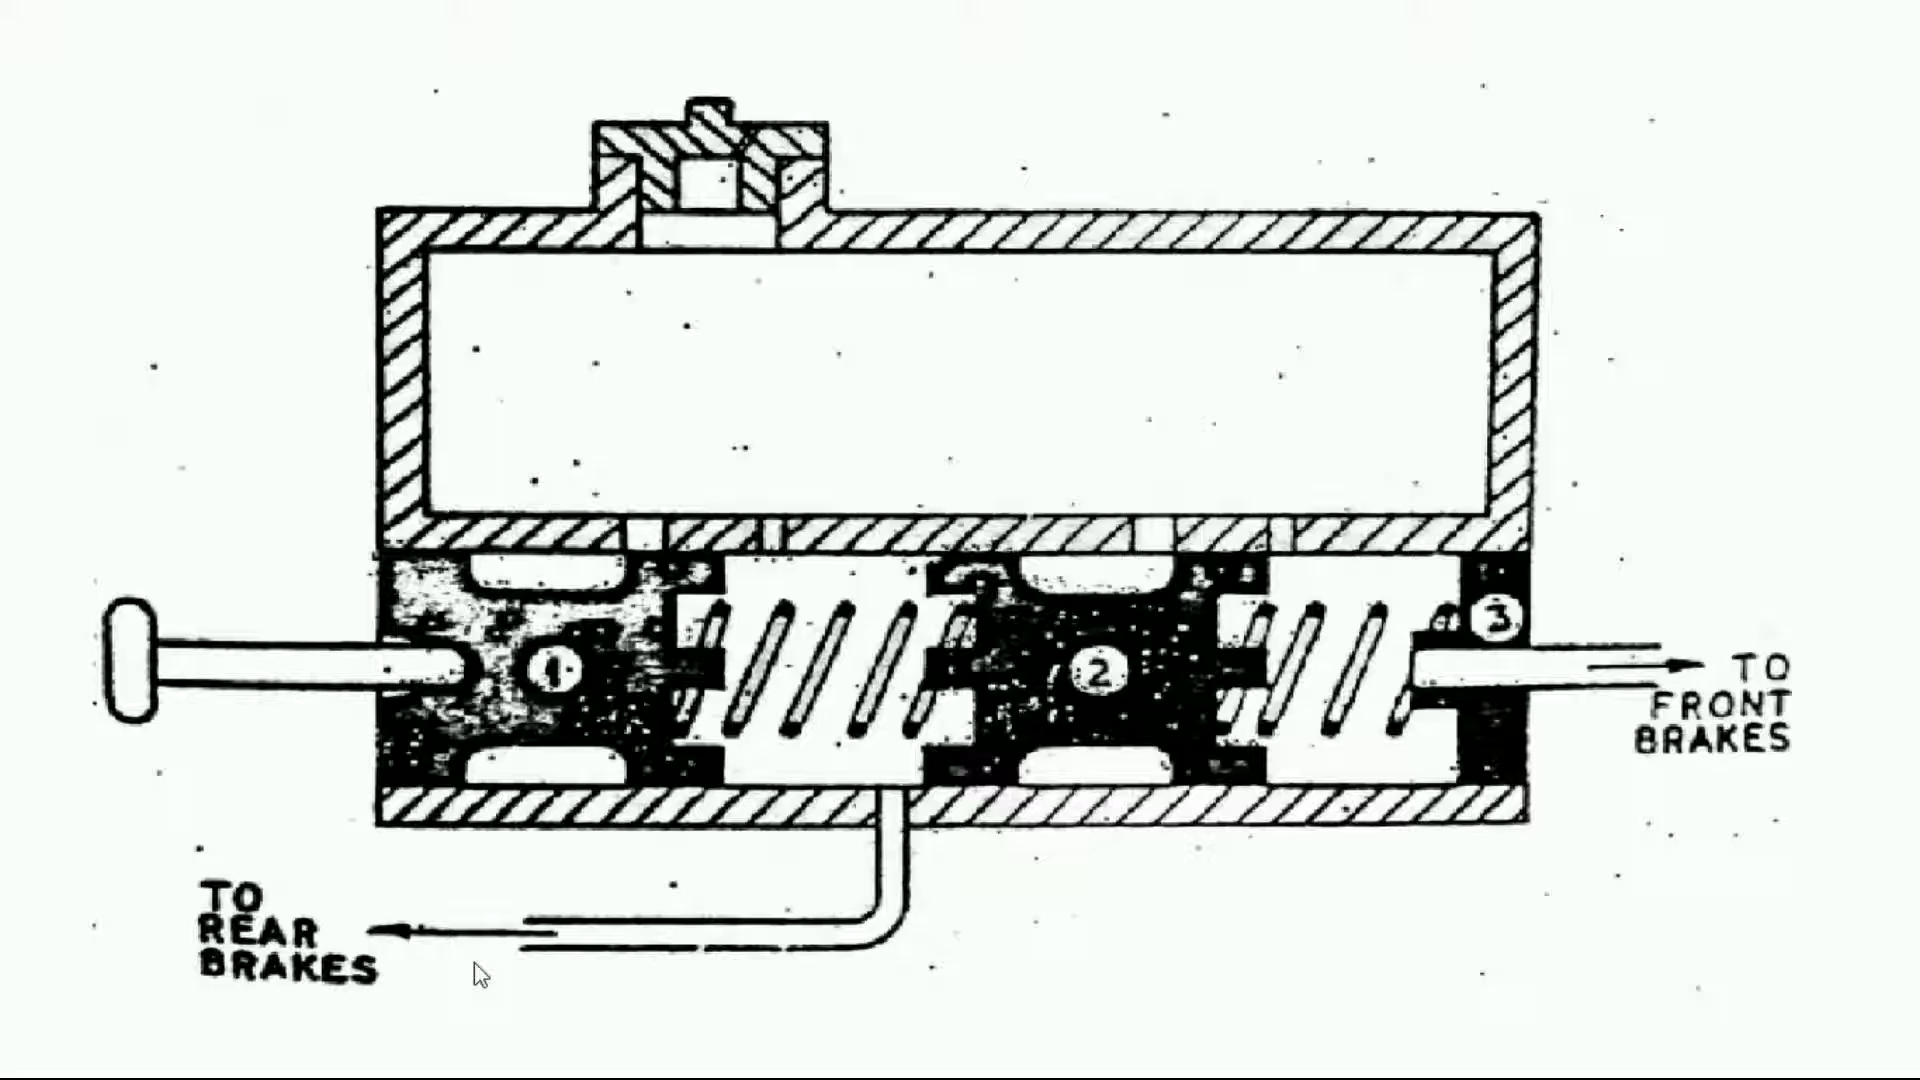 1
2
3
TO
FRONT
BRAKES
TO
REAR
BRAKES